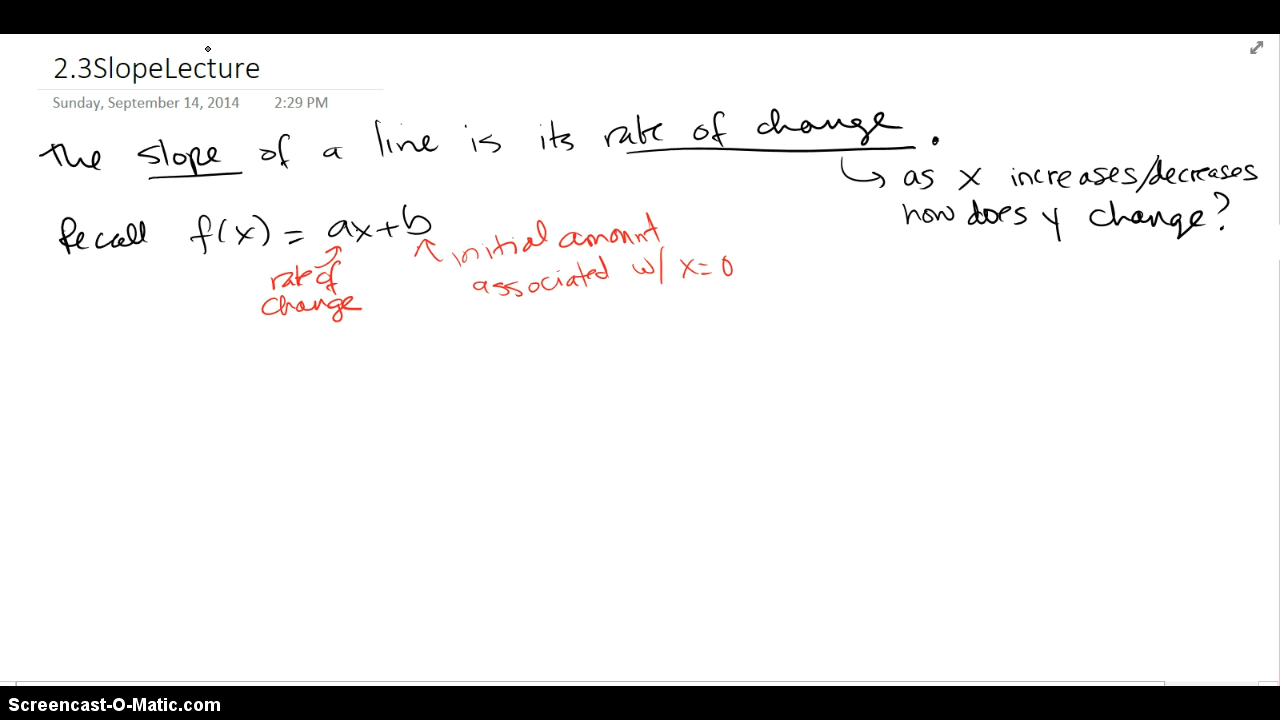 2.3SlopeLecture
Sunday, September 14, 2014 2:29 PM
The slope of a line is its rate of change.
as x increases/decreases
how does y change?
Recall f(x) = ax+b
rate of
change
initial amount
associated w/ x=0
Screencast-O-Matic.com